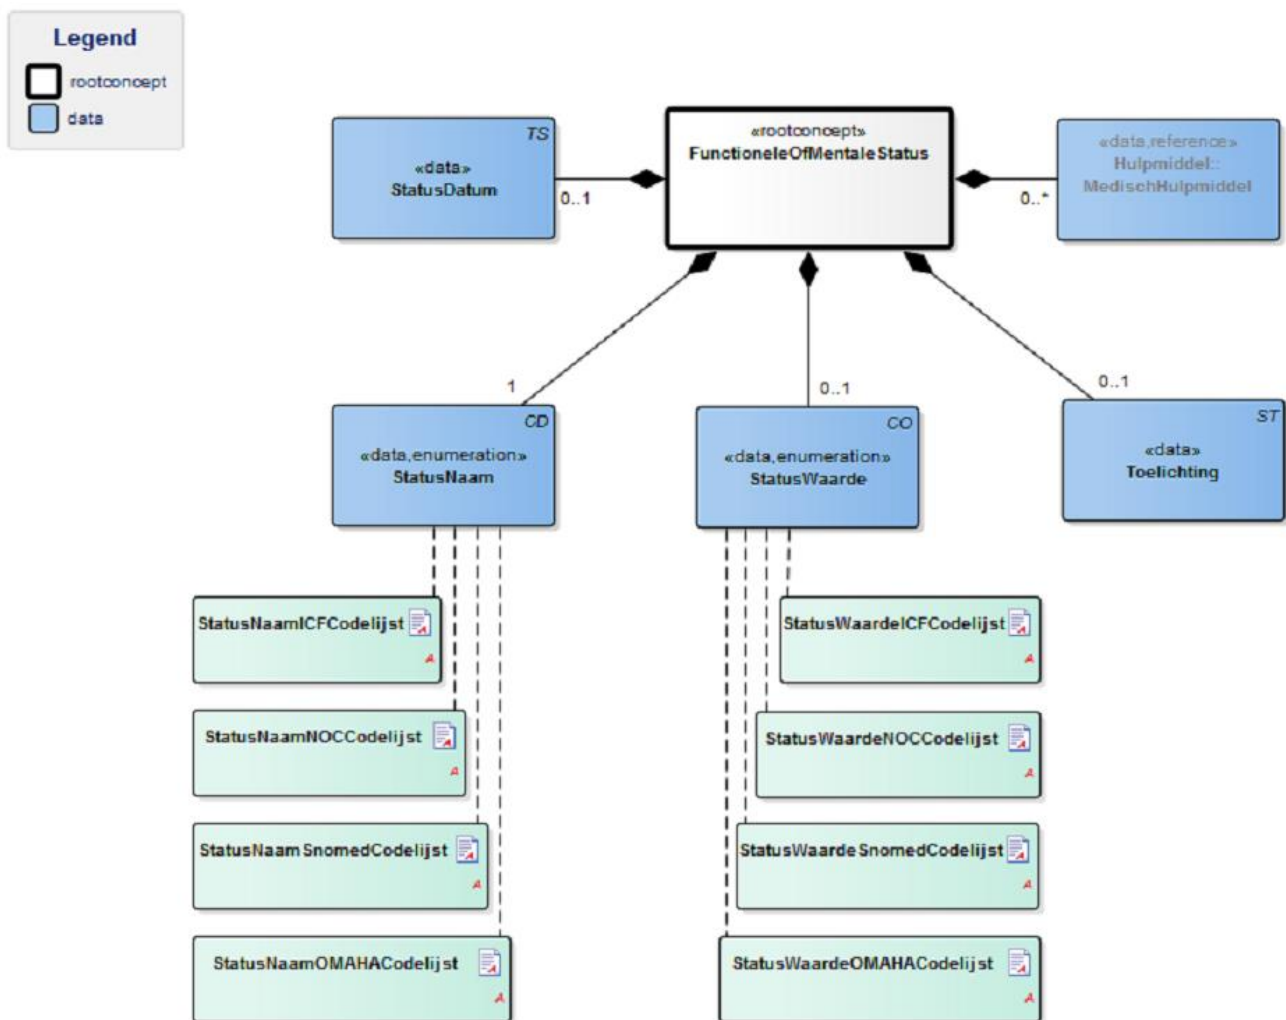 Legend
rootconcept
data
TS
«data»
StatusDatum
0..1
«rootconcept»
FunctioneleOfMentaleStatus
0..*
«data,reference»
Hulpmiddel::
MedischHulpmiddel
1
0..1
0..1
CD
«data,enumeration»
StatusNaam
CO
«data,enumeration»
StatusWaarde
ST
«data»
Toelichting
StatusNaamICFCodelijst
A
StatusWaardeICFCodelijst
A
StatusNaamNOCCodelijst
A
StatusWaardeNOCCodelijst
A
StatusNaamSnomedCodelijst
A
StatusWaardeSnomedCodelijst
A
StatusNaamOMAHACodelijst
A
StatusWaardeOMAHACodelijst
A